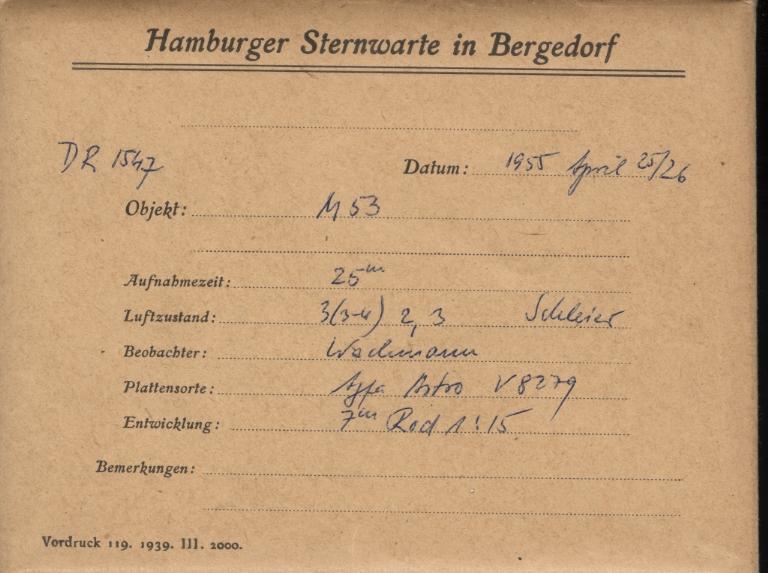 Hamburger Sternwarte in Bergedorf
DR 1547 Datum: 1955 April 25/26
Objekt: M 53
Aufnahmezeit: 25m
Luftzustand: 3(3-4) 2,3 Schleier
Beobachter: Wachmann
Plattensorte: Agfa Astro V8279
Entwicklung: 7m Rod 1:15
Bemerkungen:
Vordruck 119. 1939. III. 2000.